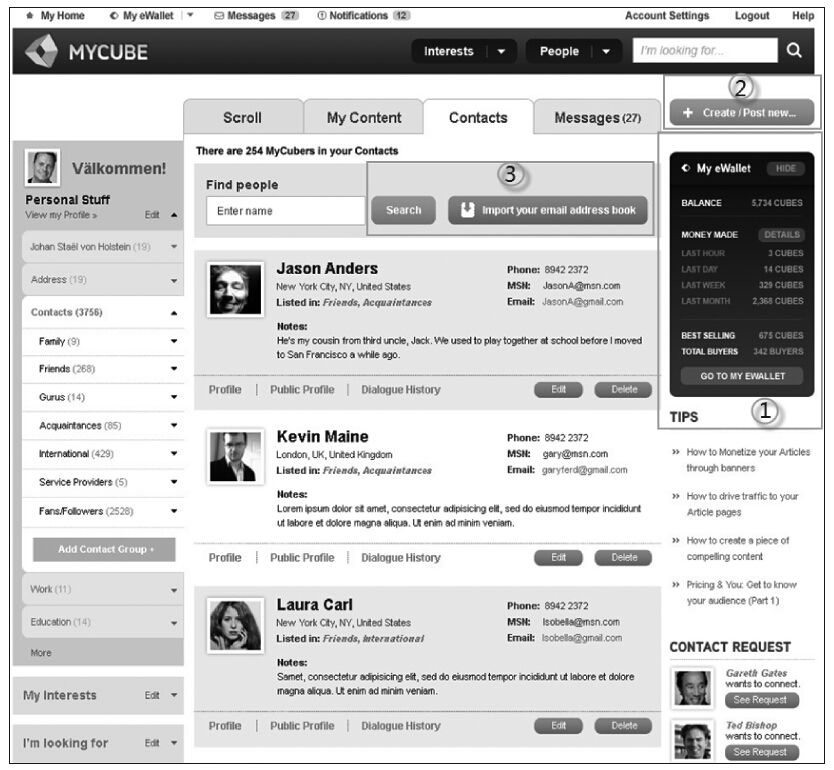 My Home
My eWallet
Messages 27
Notifications 12
Account Settings
Logout
Help
MYCUBE
Interests
People
I'm looking for...
Scroll
My Content
Contacts
Messages (27)
2
+ Create / Post new...
Välkommen!
Personal Stuff
View my Profile »
Edit
Johan Staël von Holstein (19)
Address (19)
Contacts (3756)
Family (9)
Friends (268)
Gurus (14)
Acquaintances (85)
International (429)
Service Providers (5)
Fans/Followers (2528)
Add Contact Group +
Work (11)
Education (14)
More
My Interests
Edit
I'm looking for
Edit
There are 254 MyCubers in your Contacts
Find people
Enter name
3
Search
Import your email address book
Jason Anders
New York City, NY, United States
Listed in: Friends, Acquaintances
Phone: 8942 2372
MSN: JasonA@msn.com
Email: JasonA@gmail.com
Notes:
He's my cousin from third uncle, Jack. We used to play together at school before I moved
to San Francisco a while ago.
Profile
Public Profile
Dialogue History
Edit
Delete
Kevin Maine
London, UK, United Kingdom
Listed in: Friends, Acquaintances
Phone: 8942 2372
MSN: gary@msn.com
Email: garyferd@gmail.com
Notes:
Lorem ipsum dolor sit amet, consectetur adipisicing elit, sed do eiusmod tempor incididunt
ut labore et dolore magna aliqua. Ut enim ad minim veniam.
Profile
Public Profile
Dialogue History
Edit
Delete
Laura Carl
New York City, NY, United States
Listed in: Friends, International
Phone: 8942 2372
MSN: Isobella@msn.com
Email: Isobella@gmail.com
Notes:
Samet, consectetur adipisicing elit, sed do eiusmod tempor incididunt ut labore et dolore
magna aliqua. Ut enim ad minim veniam.
Profile
Public Profile
Dialogue History
Edit
Delete
My eWallet
HIDE
BALANCE 5,734 CUBES
MONEY MADE DETAILS
LAST HOUR 3 CUBES
LAST DAY 14 CUBES
LAST WEEK 329 CUBES
LAST MONTH 2,368 CUBES
BEST SELLING 675 CUBES
TOTAL BUYERS 342 BUYERS
GO TO MY EWALLET
1
TIPS
» How to Monetize your Articles
through banners
» How to drive traffic to your
Article pages
» How to create a piece of
compelling content
» Pricing & You: Get to know
your audience (Part 1)
CONTACT REQUEST
Gareth Gates
wants to connect.
See Request
Ted Bishop
wants to connect.
See Request